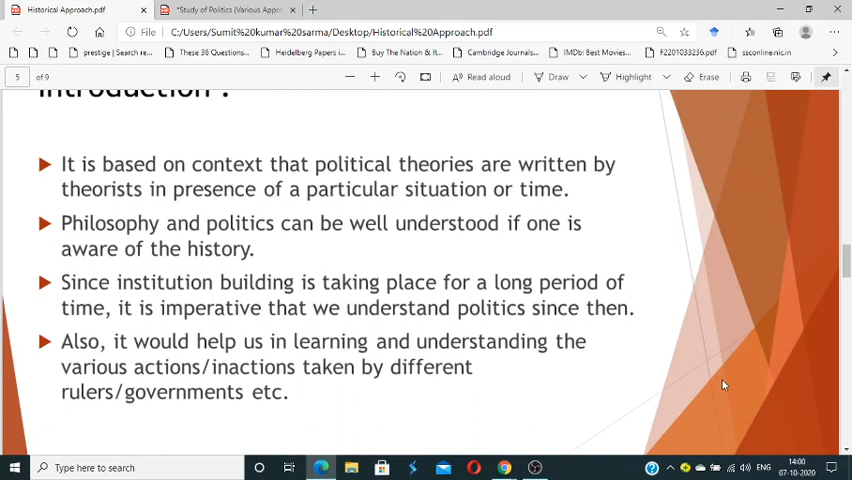 Historical Approach.pdf
*Study of Politics (Various Appro
File
C:/Users/Sumit%20kumar%20sarma/Desktop/Historical%20Approach.pdf
prestige | Search re...
These 36 Questions...
Heidelberg Papers i...
Buy The Nation & It...
Cambridge Journals...
IMDb: Best Movies...
F2201033236.pdf
ssconline.nic.in
5 of 9
Read aloud
Draw
Highlight
Erase
Introduction :
It is based on context that political theories are written by
theorists in presence of a particular situation or time.
Philosophy and politics can be well understood if one is
aware of the history.
Since institution building is taking place for a long period of
time, it is imperative that we understand politics since then.
Also, it would help us in learning and understanding the
various actions/inactions taken by different
rulers/governments etc.
Type here to search
ENG
14:00
07-10-2020